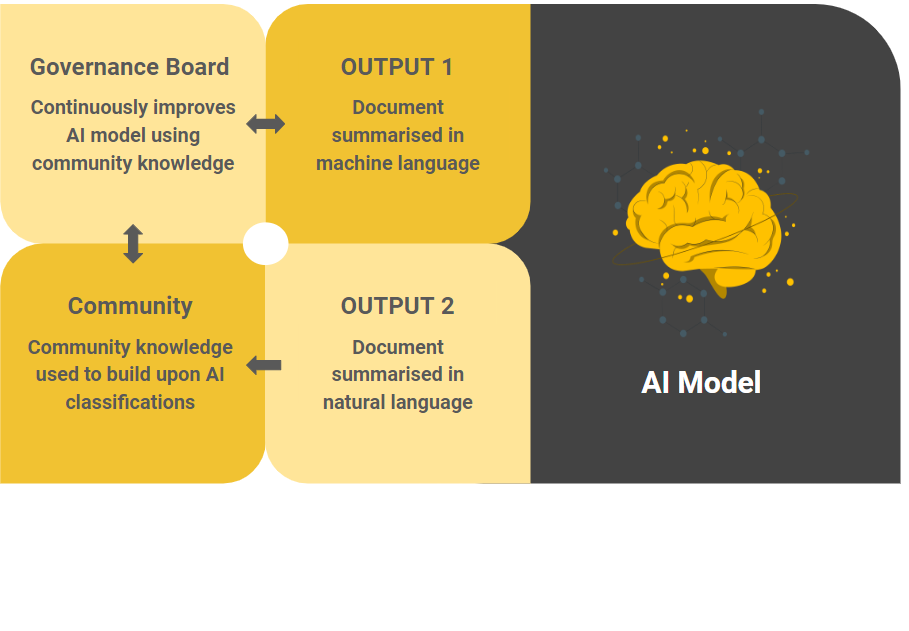 Governance Board
Continuously improves
AI model using
community knowledge
OUTPUT 1
Document
summarised in
machine language
Community
Community knowledge
used to build upon AI
classifications
OUTPUT 2
Document
summarised in
natural language
AI Model